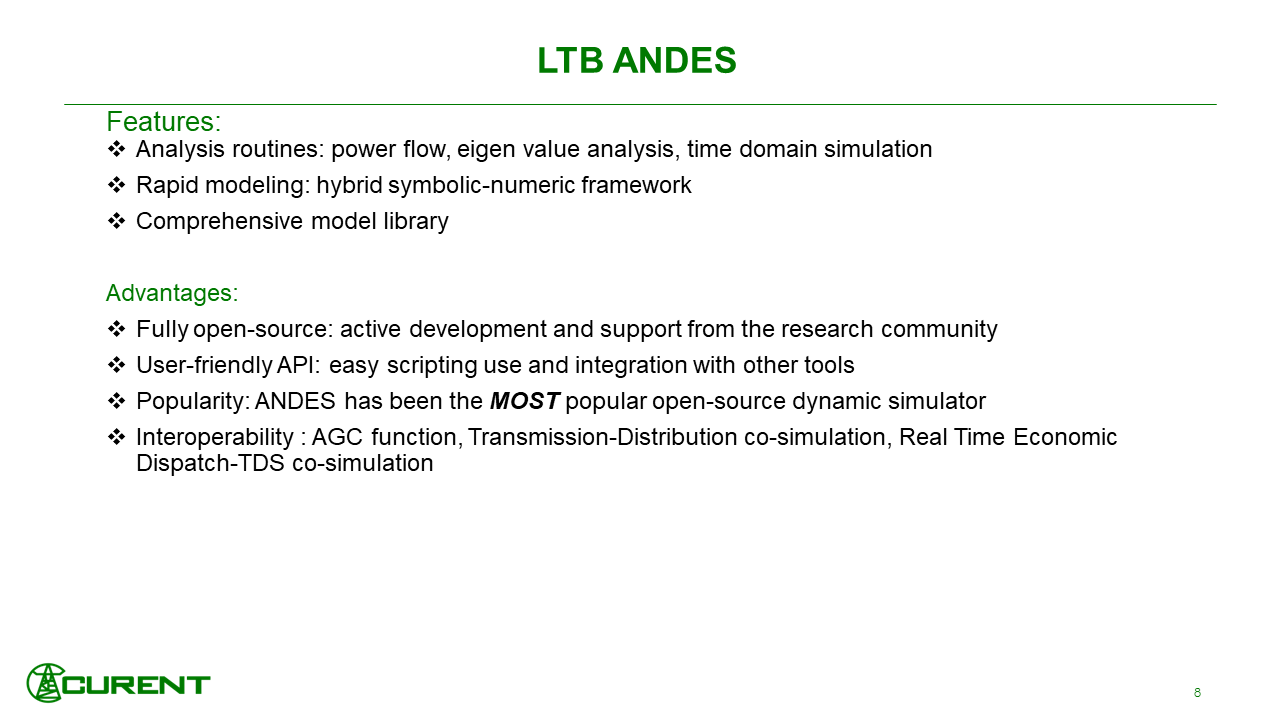 LTB ANDES
Features:
❖ Analysis routines: power flow, eigen value analysis, time domain simulation
❖ Rapid modeling: hybrid symbolic-numeric framework
❖ Comprehensive model library
Advantages:
❖ Fully open-source: active development and support from the research community
❖ User-friendly API: easy scripting use and integration with other tools
❖ Popularity: ANDES has been the MOST popular open-source dynamic simulator
❖ Interoperability : AGC function, Transmission-Distribution co-simulation, Real Time Economic
Dispatch-TDS co-simulation
CURENT
8